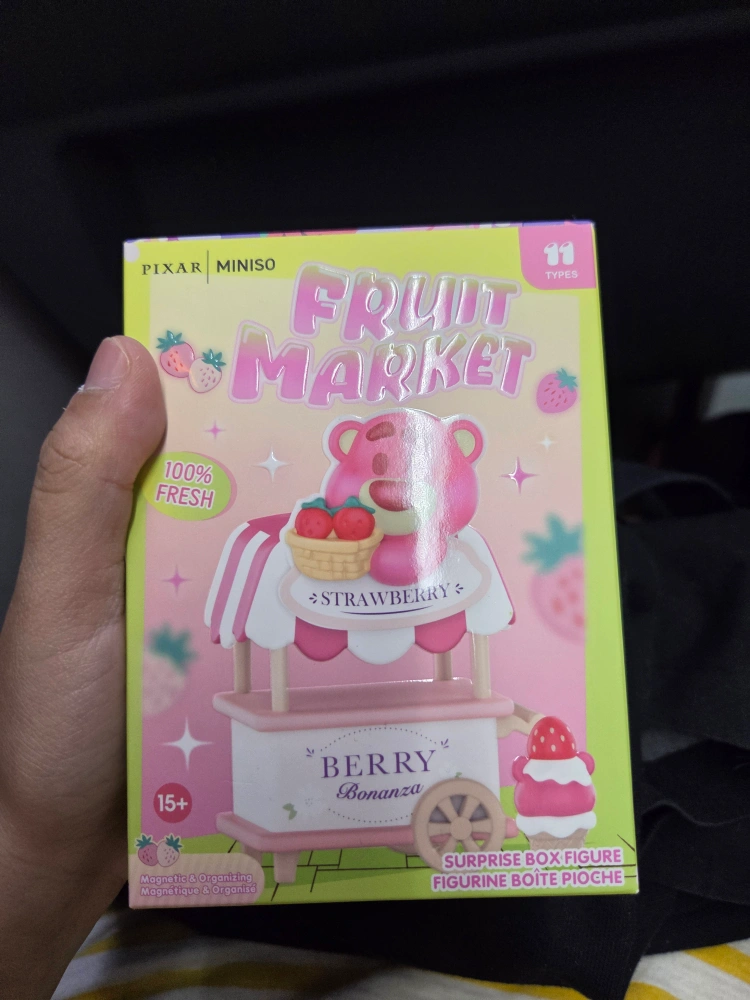 PIXAR | MINISO
11
TYPES
FRUIT
MARKET
100%
FRESH
STRAWBERRY
BERRY
Bonanza
15+
Magnetic & Organizing
Magnétique & Organisé
SURPRISE BOX FIGURE
FIGURINE BOÎTE PIOCHE